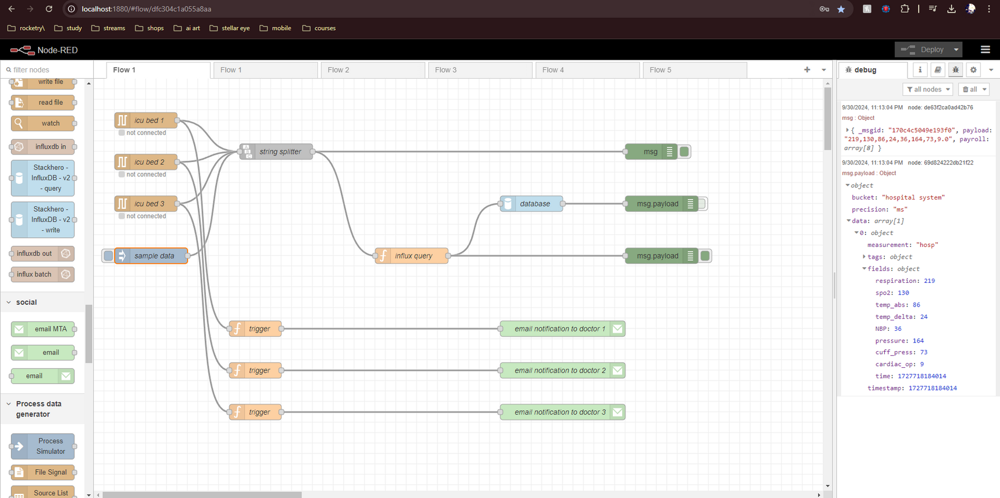 localhost:1880/#flow/dfc304c1a055a8aa
rocketry\ study streams shops ai art stellar eye mobile courses
Node-RED
Deploy
filter nodes
Flow 1 Flow 1 Flow 2 Flow 3 Flow 4 Flow 5
debug
all nodes all
write file
read file
watch
influxdb in
Stackhero -
InfluxDB - v2
- query
Stackhero -
InfluxDB - v2
- write
influxdb out
influx batch
social
email MTA
email
email
Process data
generator
Process
Simulator
File Signal
Source List
icu bed 1
not connected
icu bed 2
not connected
icu bed 3
not connected
sample data
string splitter
msg
database
msg.payload
influx query
msg.payload
trigger
email notification to doctor 1
trigger
email notification to doctor 2
trigger
email notification to doctor 3
9/30/2024, 11:13:04 PM node: de63f2ca0ad42b76
msg : Object
{ _msgid: "170c4c5049e193f0", payload:
"219,130,86,24,36,164,73,9.0", payroll:
array[8] }
9/30/2024, 11:13:04 PM node: 69d824222db21f22
msg.payload : Object
object
bucket: "hospital system"
precision: "ms"
data: array[1]
0: object
measurement: "hosp"
tags: object
fields: object
respiration: 219
spo2: 130
temp_abs: 86
temp_delta: 24
NBP: 36
pressure: 164
cuff_press: 73
cardiac_op: 9
time: 1727718184014
timestamp: 1727718184014